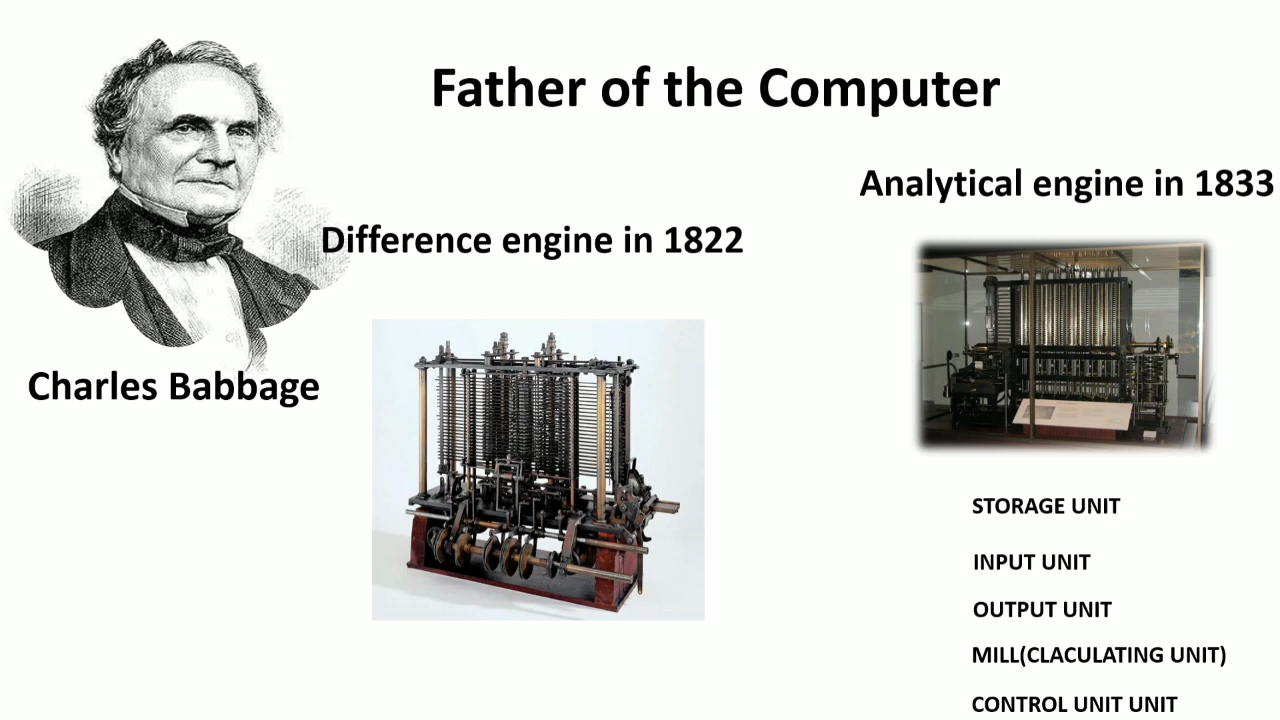 Father of the Computer
Analytical engine in 1833
Difference engine in 1822
Charles Babbage
STORAGE UNIT
INPUT UNIT
OUTPUT UNIT
MILL(CLACULATING UNIT)
CONTROL UNIT UNIT